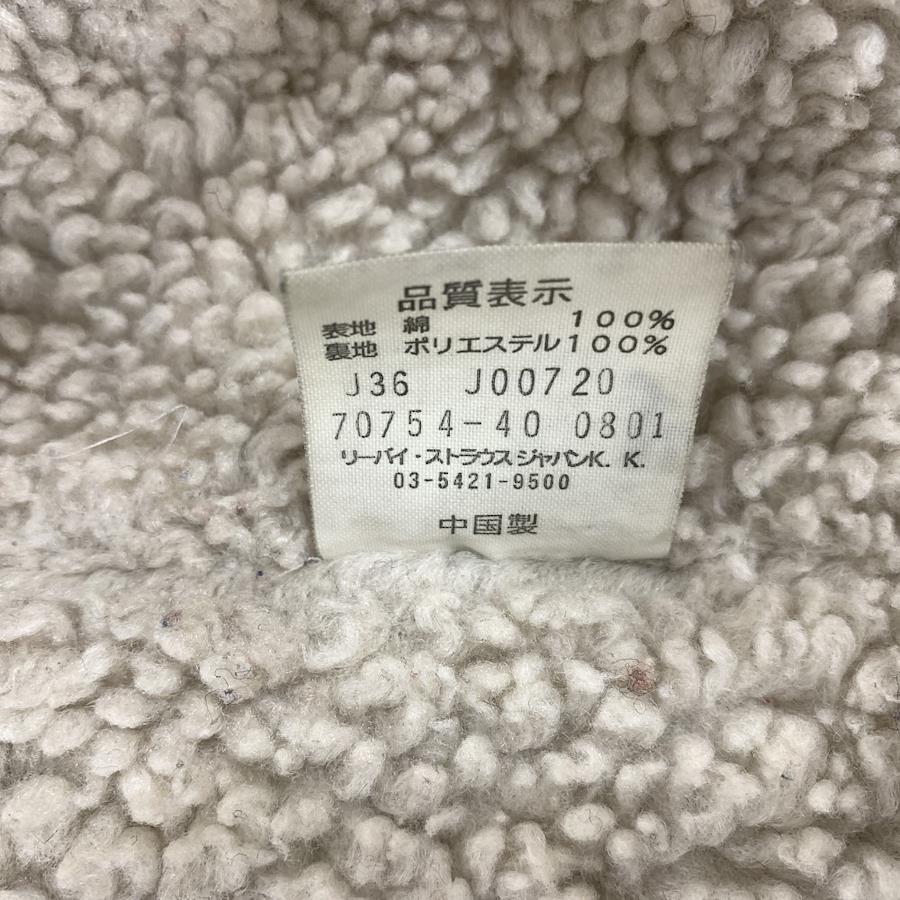 品質表示
表地 綿 100%
裏地 ポリエステル100%
J36 J00720
70754-40 0801
リーバイ・ストラウスジャパンK. K.
03-5421-9500
中国製